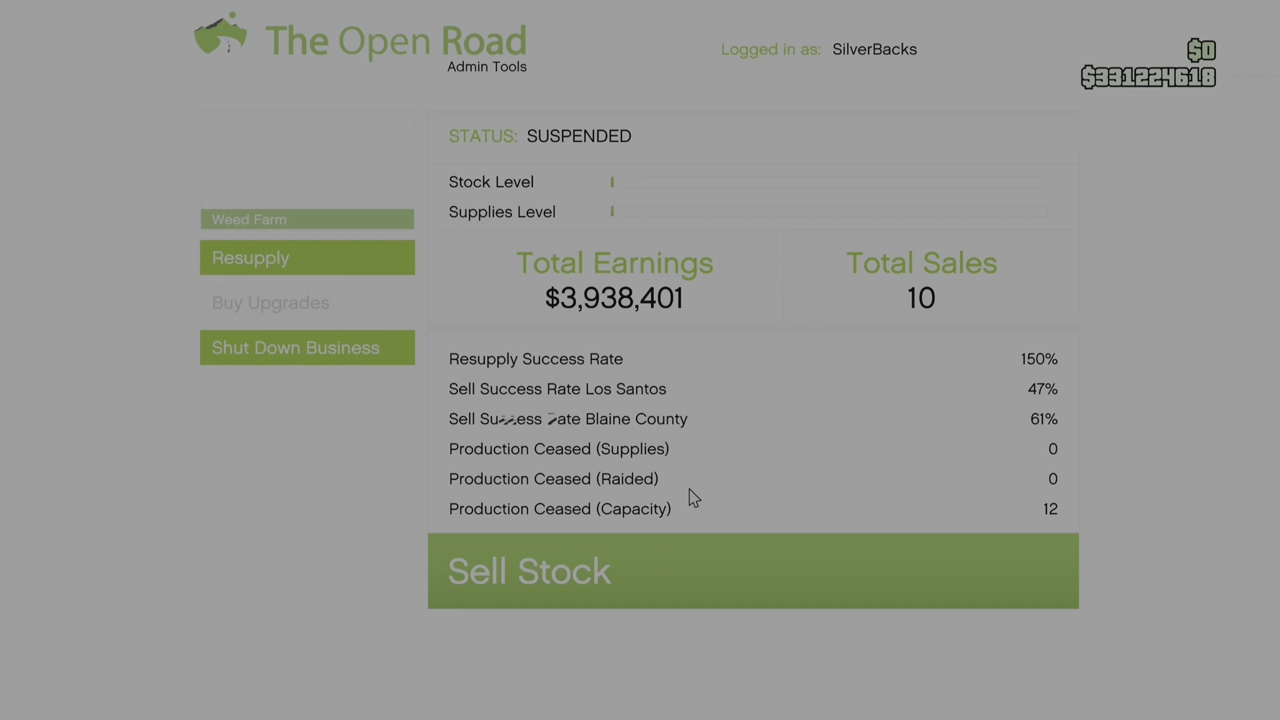 The Open Road
Admin Tools
Logged in as: SilverBacks
$0
$331224618
STATUS: SUSPENDED
Stock Level
Supplies Level
Weed Farm
Resupply
Buy Upgrades
Shut Down Business
Total Earnings
$3,938,401
Total Sales
10
Resupply Success Rate 150%
Sell Success Rate Los Santos 47%
Sell Success Rate Blaine County 61%
Production Ceased (Supplies) 0
Production Ceased (Raided) 0
Production Ceased (Capacity) 12
Sell Stock